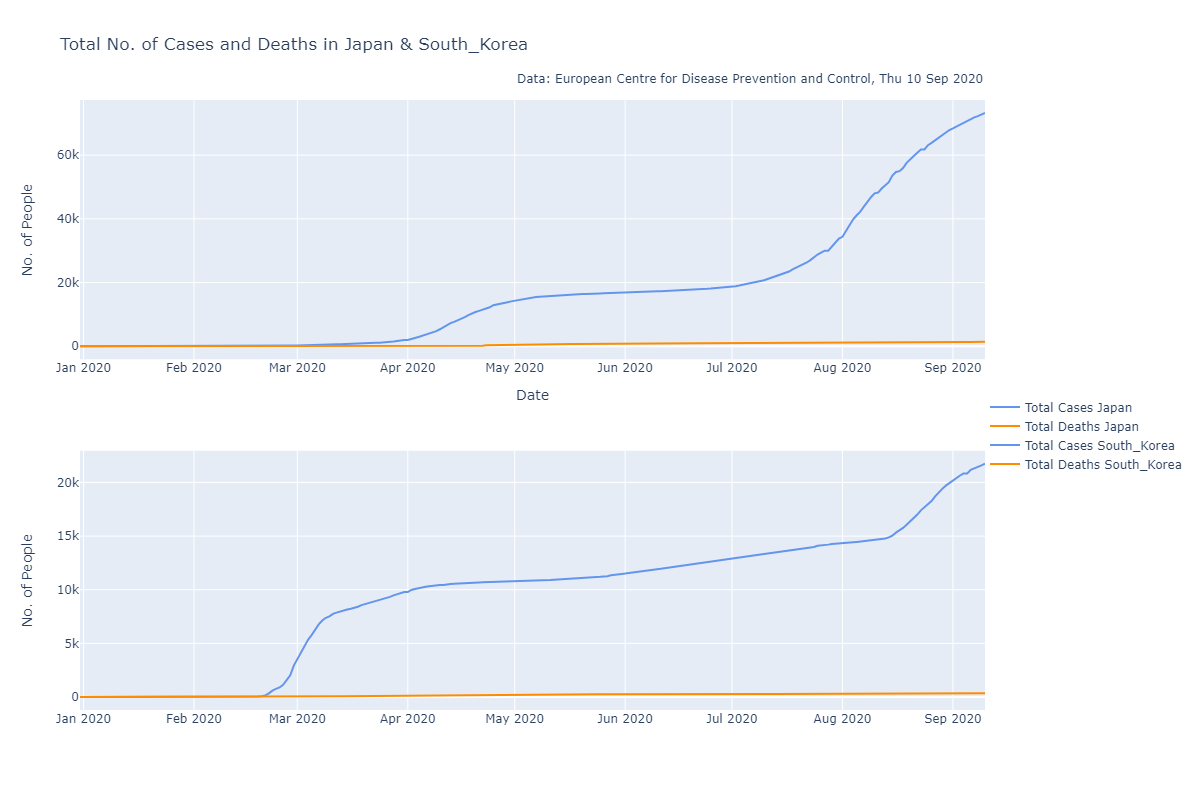 Total No. of Cases and Deaths in Japan & South_Korea
Data: European Centre for Disease Prevention and Control, Thu 10 Sep 2020
No. of People
60k
40k
20k
0
Jan 2020 Feb 2020 Mar 2020 Apr 2020 May 2020 Jun 2020 Jul 2020 Aug 2020 Sep 2020
Date
Total Cases Japan
Total Deaths Japan
Total Cases South_Korea
Total Deaths South_Korea
No. of People
20k
15k
10k
5k
0
Jan 2020 Feb 2020 Mar 2020 Apr 2020 May 2020 Jun 2020 Jul 2020 Aug 2020 Sep 2020